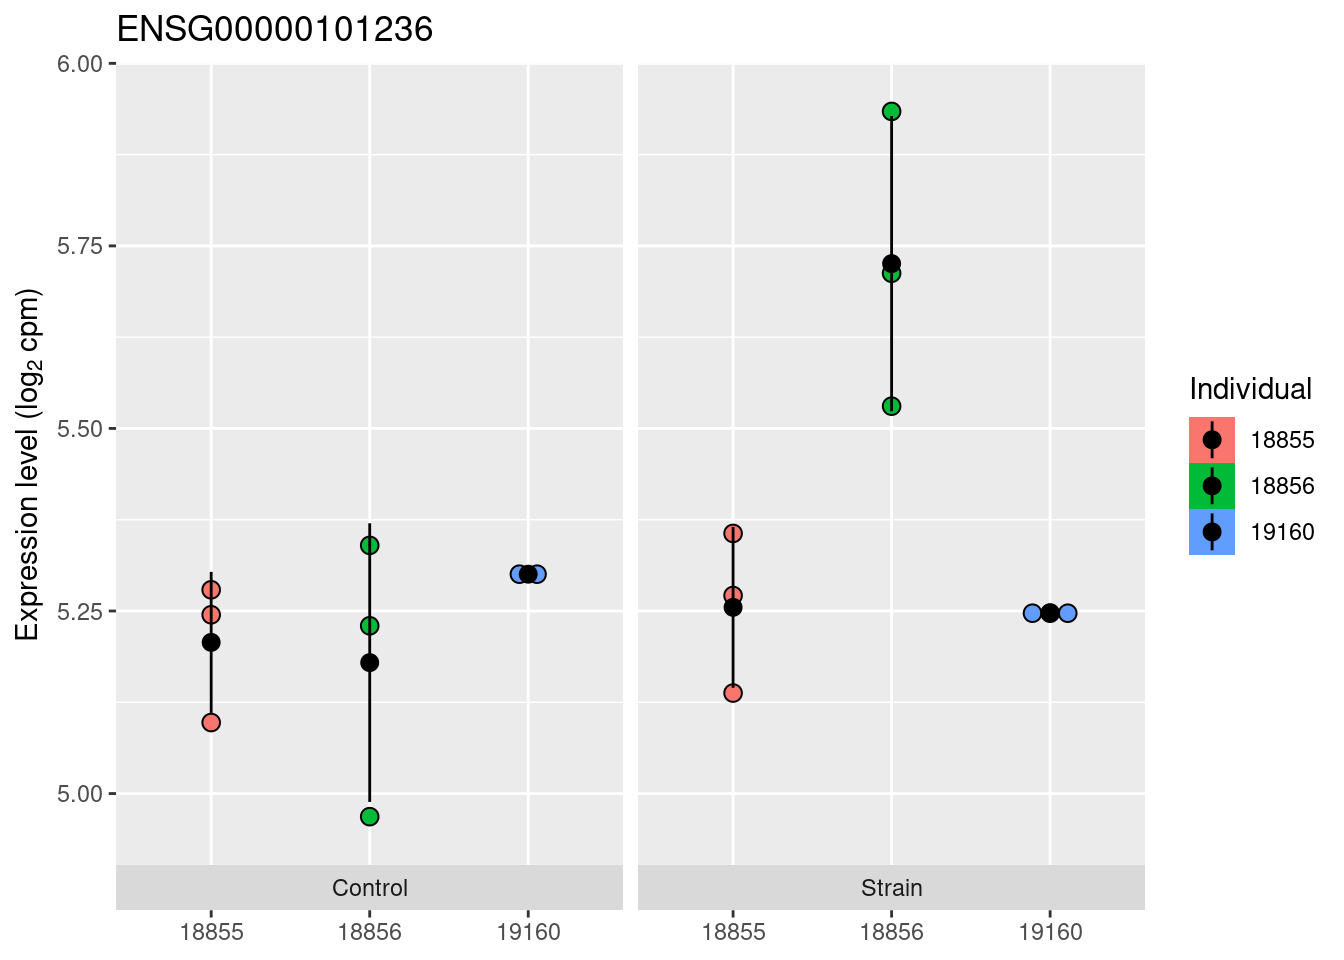 ENSG00000101236
6.00
5.75
5.50
5.25
5.00
Expression level (log₂ cpm)
Control
Strain
18855
18856
19160
18855
18856
19160
Individual
18855
18856
19160